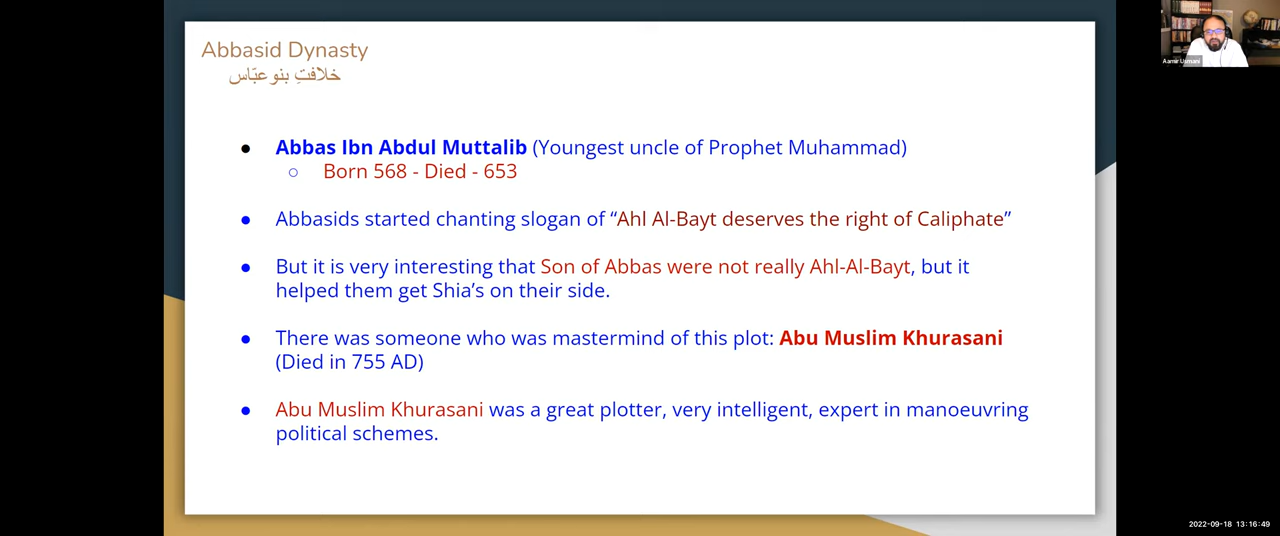 Abbasid Dynasty
خلافتِ بنو عبّاس
Aamir Usmani
● Abbas Ibn Abdul Muttalib (Youngest uncle of Prophet Muhammad)
○ Born 568 - Died - 653
● Abbasids started chanting slogan of “Ahl Al-Bayt deserves the right of Caliphate”
● But it is very interesting that Son of Abbas were not really Ahl-Al-Bayt, but it
helped them get Shia’s on their side.
● There was someone who was mastermind of this plot: Abu Muslim Khurasani
(Died in 755 AD)
● Abu Muslim Khurasani was a great plotter, very intelligent, expert in manoeuvring
political schemes.
2022-09-18 13:16:49